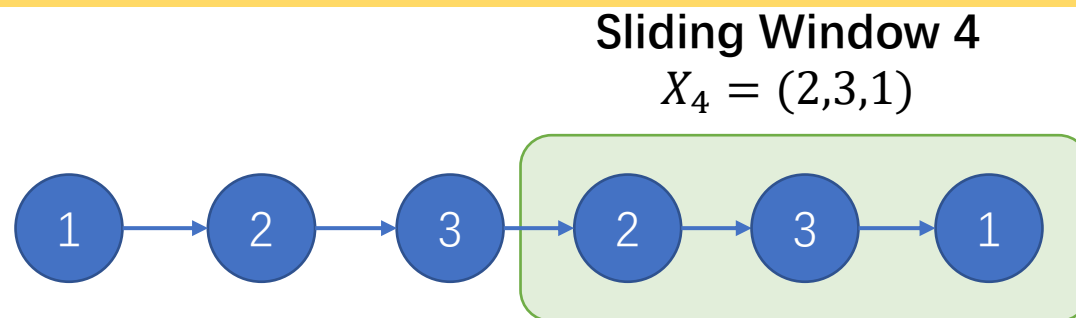 Sliding Window 4
X₄ = (2,3,1)
1 2 3 2 3 1